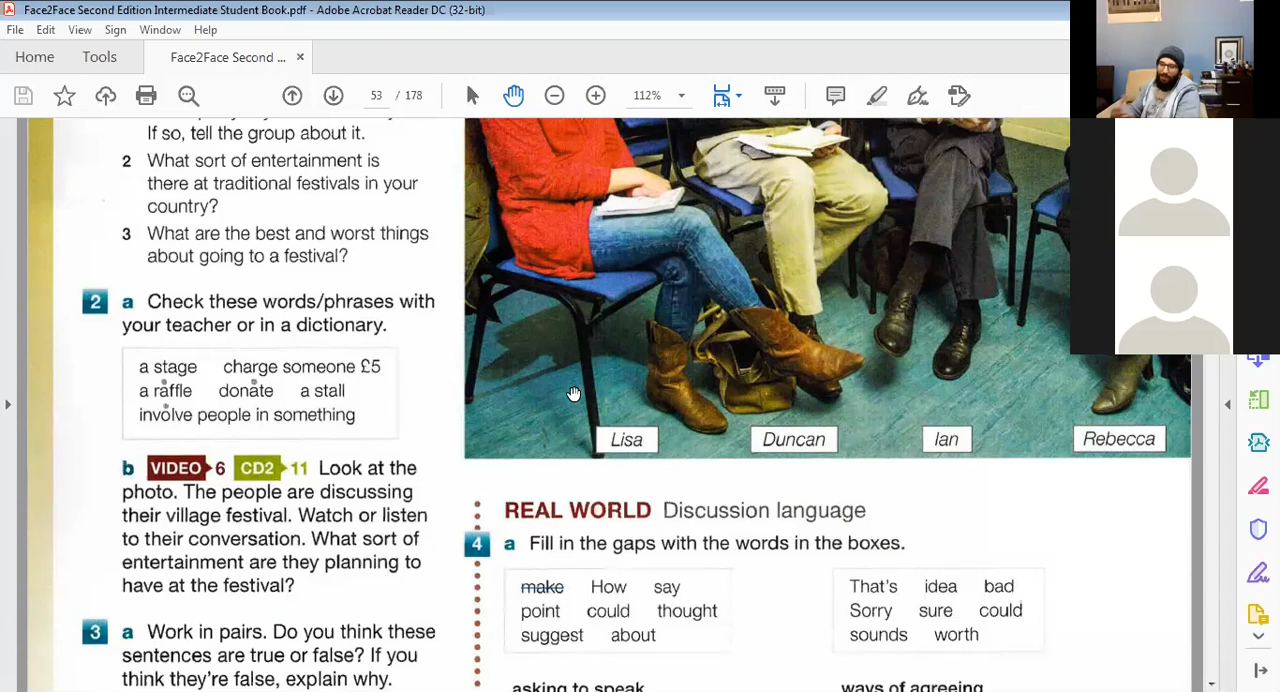 Face2Face Second Edition Intermediate Student Book.pdf - Adobe Acrobat Reader DC (32-bit)
File Edit View Sign Window Help
Home Tools Face2Face Second ... ×
53 / 178 112%
If so, tell the group about it.
2 What sort of entertainment is
there at traditional festivals in your
country?
3 What are the best and worst things
about going to a festival?
2 a Check these words/phrases with
your teacher or in a dictionary.
a stage charge someone £5
a raffle donate a stall
involve people in something
b VIDEO 6 CD2 11 Look at the
photo. The people are discussing
their village festival. Watch or listen
to their conversation. What sort of
entertainment are they planning to
have at the festival?
3 a Work in pairs. Do you think these
sentences are true or false? If you
think they're false, explain why.
Lisa Duncan Ian Rebecca
REAL WORLD Discussion language
4 a Fill in the gaps with the words in the boxes.
make How say
point could thought
suggest about
That's idea bad
Sorry sure could
sounds worth
asking to speak
ways of agreeing